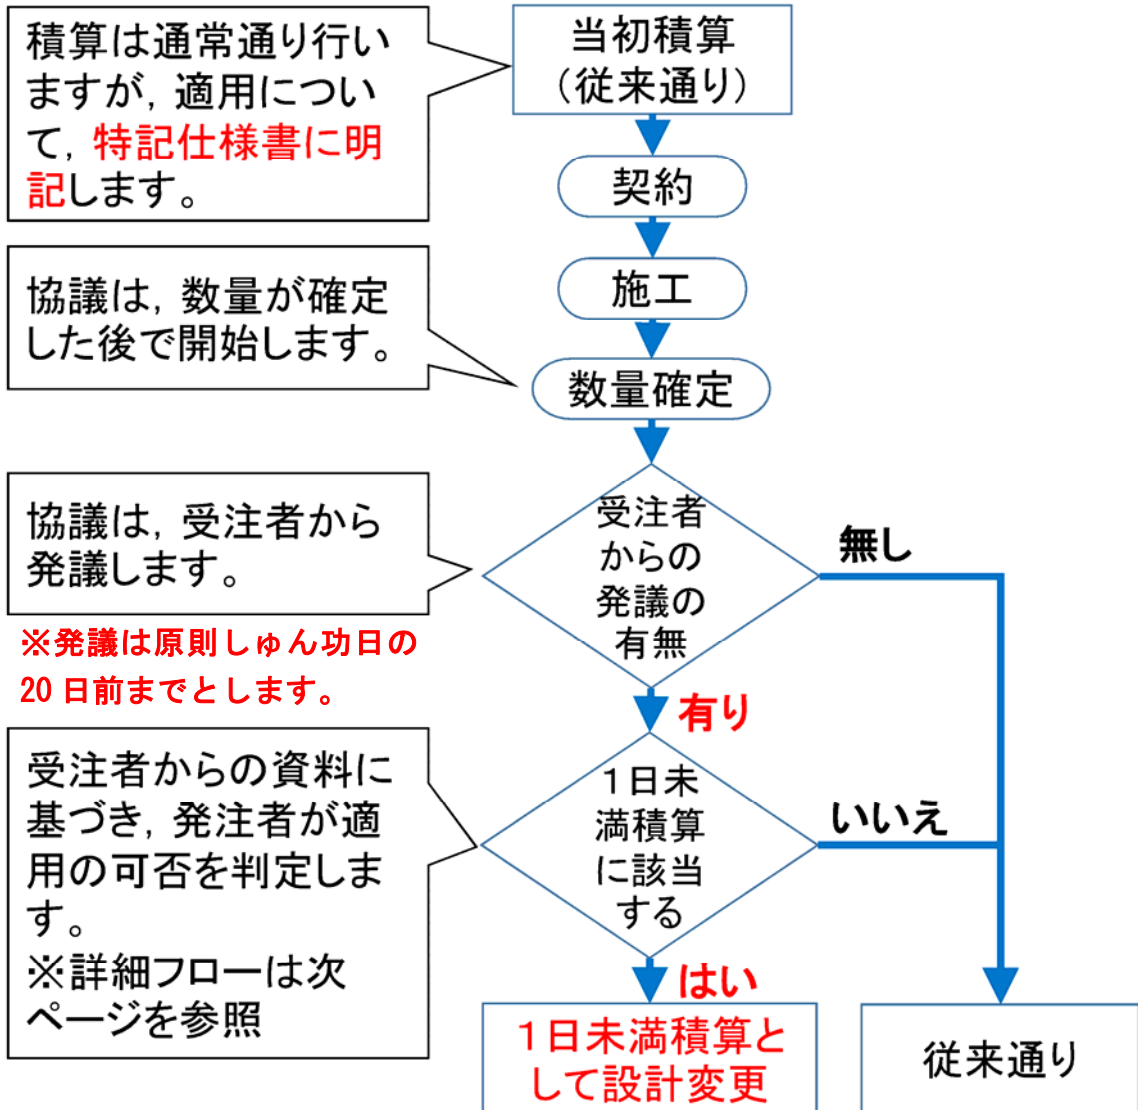 積算は通常通り行い
ますが，適用につい
て，特記仕様書に明
記します。
当初積算
（従来通り）
契約
施工
協議は，数量が確定
した後で開始します。
数量確定
協議は，受注者から
発議します。
※発議は原則しゅん功日の
20日前までとします。
受注者
からの
発議の
有無
無し
有り
受注者からの資料に
基づき，発注者が適
用の可否を判定しま
す。
※詳細フローは次
ページを参照
１日未
満積算
に該当
する
いいえ
はい
１日未満積算と
して設計変更
従来通り